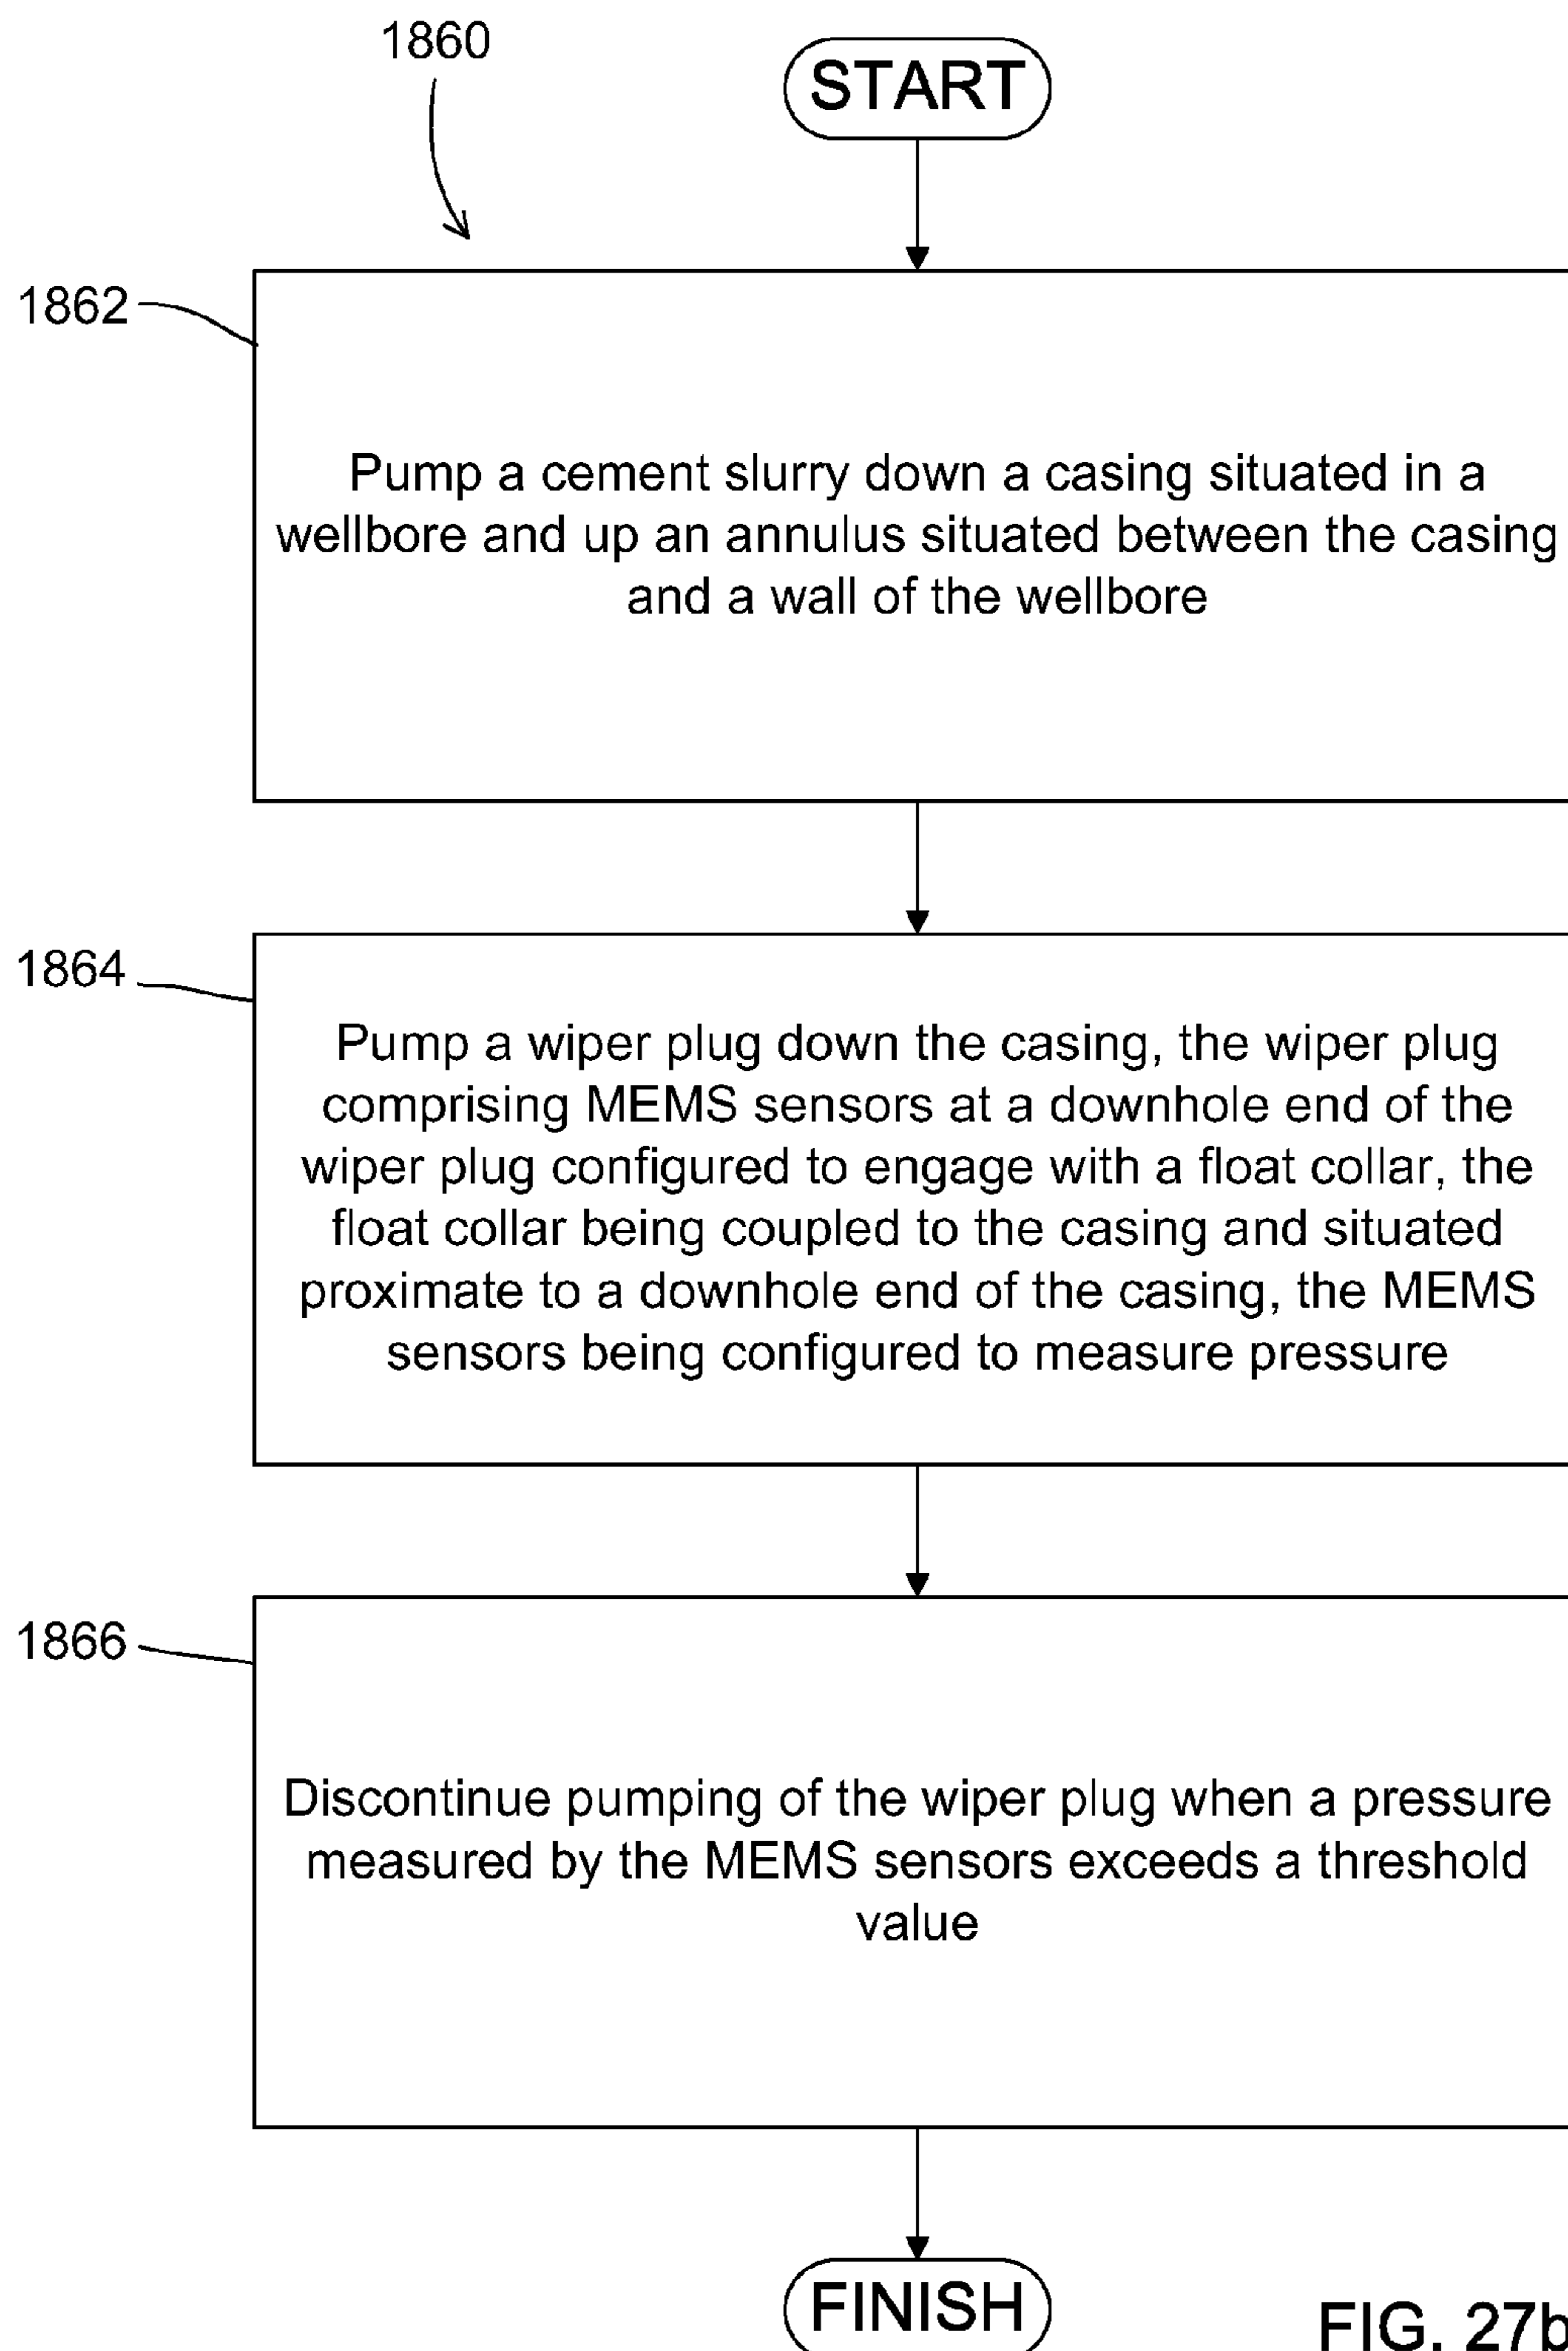 1860
START
1862
Pump a cement slurry down a casing situated in a
wellbore and up an annulus situated between the casing
and a wall of the wellbore
1864
Pump a wiper plug down the casing, the wiper plug
comprising MEMS sensors at a downhole end of the
wiper plug configured to engage with a float collar, the
float collar being coupled to the casing and situated
proximate to a downhole end of the casing, the MEMS
sensors being configured to measure pressure
1866
Discontinue pumping of the wiper plug when a pressure
measured by the MEMS sensors exceeds a threshold
value
FINISH
FIG. 27b